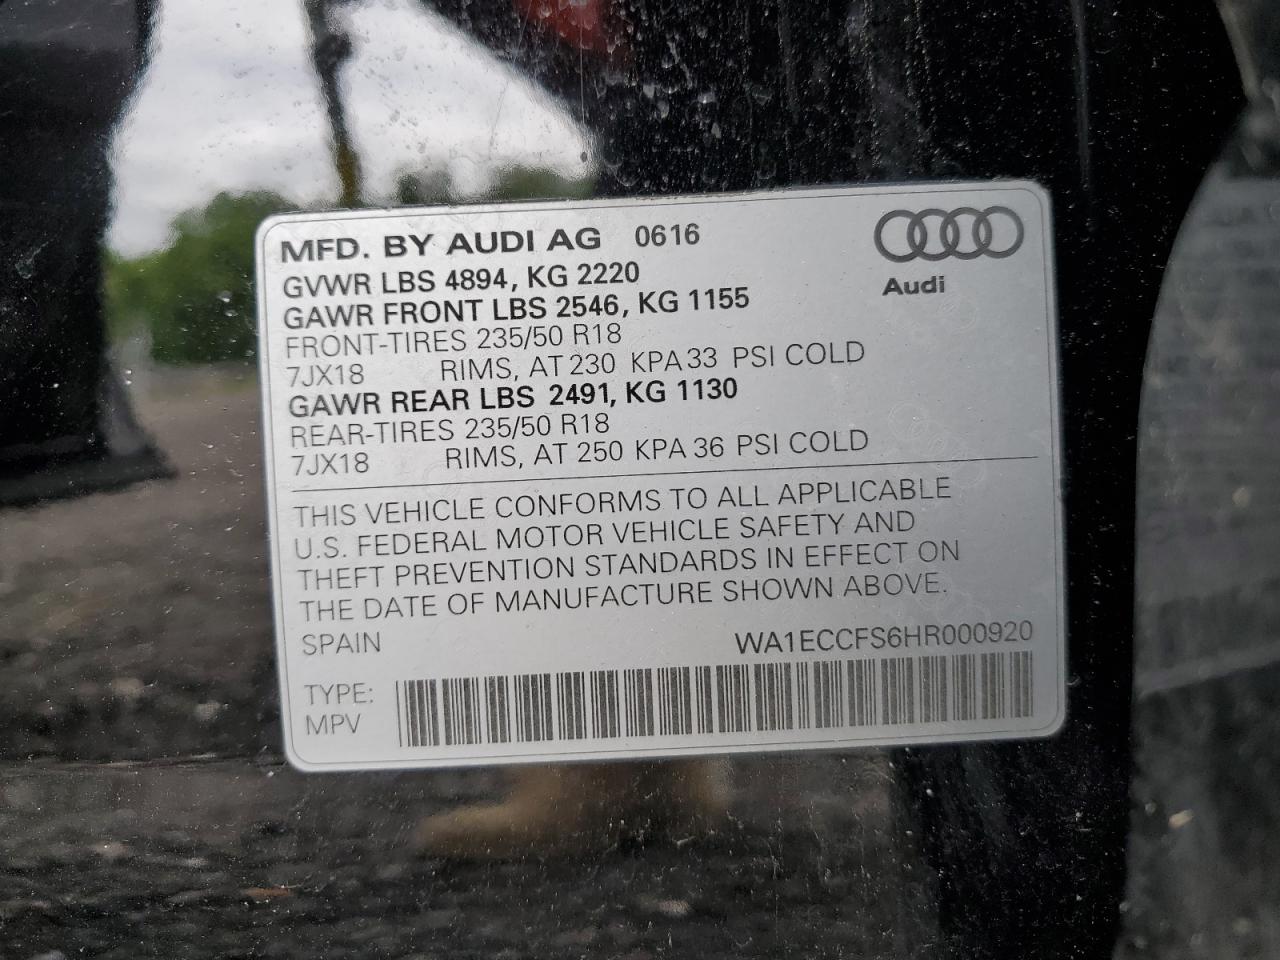 MFD. BY AUDI AG 0616
Audi
GVWR LBS 4894, KG 2220
GAWR FRONT LBS 2546, KG 1155
FRONT-TIRES 235/50 R18
7JX18 RIMS, AT 230 KPA 33 PSI COLD
GAWR REAR LBS 2491, KG 1130
REAR-TIRES 235/50 R18
7JX18 RIMS, AT 250 KPA 36 PSI COLD
THIS VEHICLE CONFORMS TO ALL APPLICABLE
U.S. FEDERAL MOTOR VEHICLE SAFETY AND
THEFT PREVENTION STANDARDS IN EFFECT ON
THE DATE OF MANUFACTURE SHOWN ABOVE.
SPAIN WA1ECCFS6HR000920
TYPE:
MPV